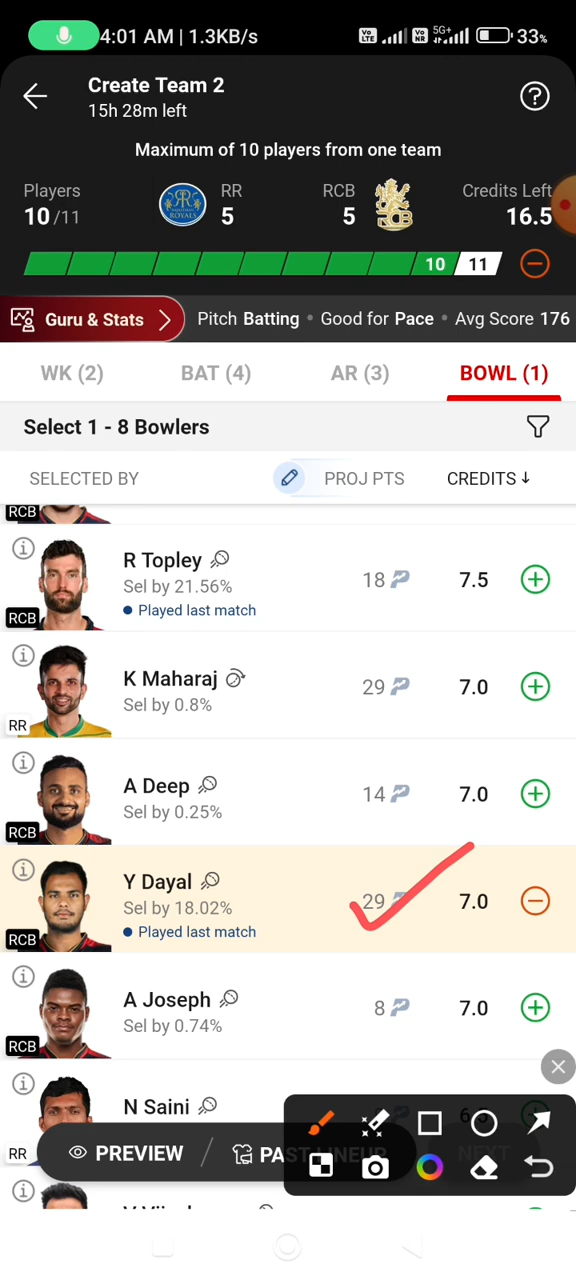 4:01 AM | 1.3KB/s VoLTE VoNR 5G+ 33%
Create Team 2
15h 28m left
Maximum of 10 players from one team
Players RR RCB Credits Left
10/11 5 5 16.5
10 11
Guru & Stats Pitch Batting • Good for Pace • Avg Score 176
WK (2) BAT (4) AR (3) BOWL (1)
Select 1 - 8 Bowlers
SELECTED BY PROJ PTS CREDITS ↓
RCB
R Topley
Sel by 21.56%
Played last match
18 7.5
RCB
K Maharaj
Sel by 0.8%
29 7.0
RR
A Deep
Sel by 0.25%
14 7.0
RCB
Y Dayal
Sel by 18.02%
Played last match
29 7.0
RCB
A Joseph
Sel by 0.74%
8 7.0
RCB
N Saini
RR
PREVIEW / PAST LINEUP NEXT